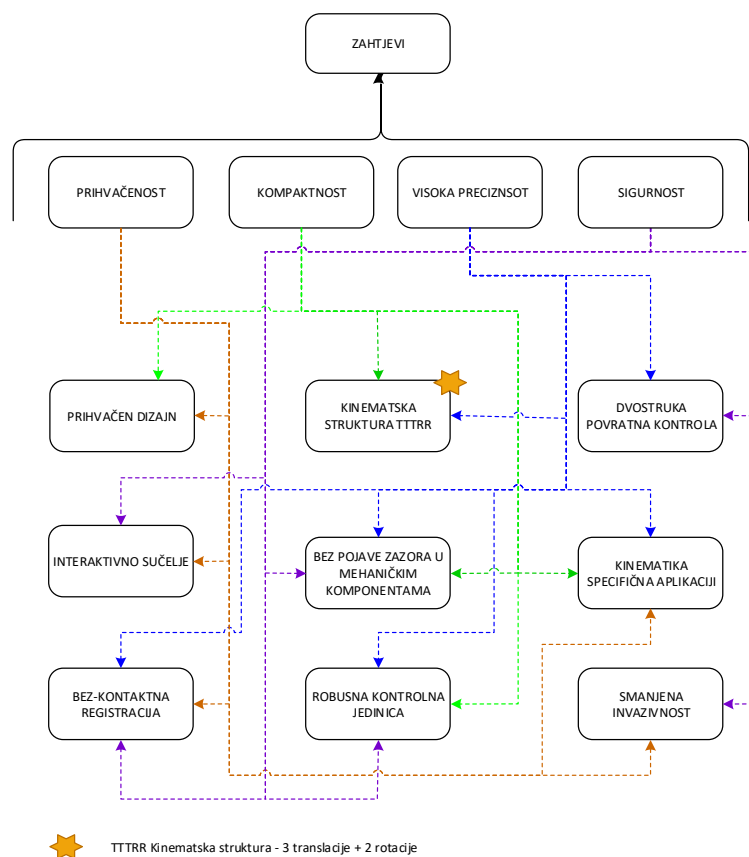 ZAHTJEVI
PRIHVAČENOST
KOMPAKTNOST
VISOKA PRECIZNSOT
SIGURNOST
PRIHVAČEN DIZAJN
KINEMATSKA
STRUKTURA TTTRR
DVOSTRUKA
POVRATNA KONTROLA
INTERAKTIVNO SUČELJE
BEZ POJAVE ZAZORA U
MEHANIČKIM
KOMPONENTAMA
KINEMATIKA
SPECIFIČNA APLIKACIJI
BEZ-KONTAKTNA
REGISTRACIJA
ROBUSNA KONTROLNA
JEDINICA
SMANJENA
INVAZIVNOST
TTTRR Kinematska struktura - 3 translacije + 2 rotacije